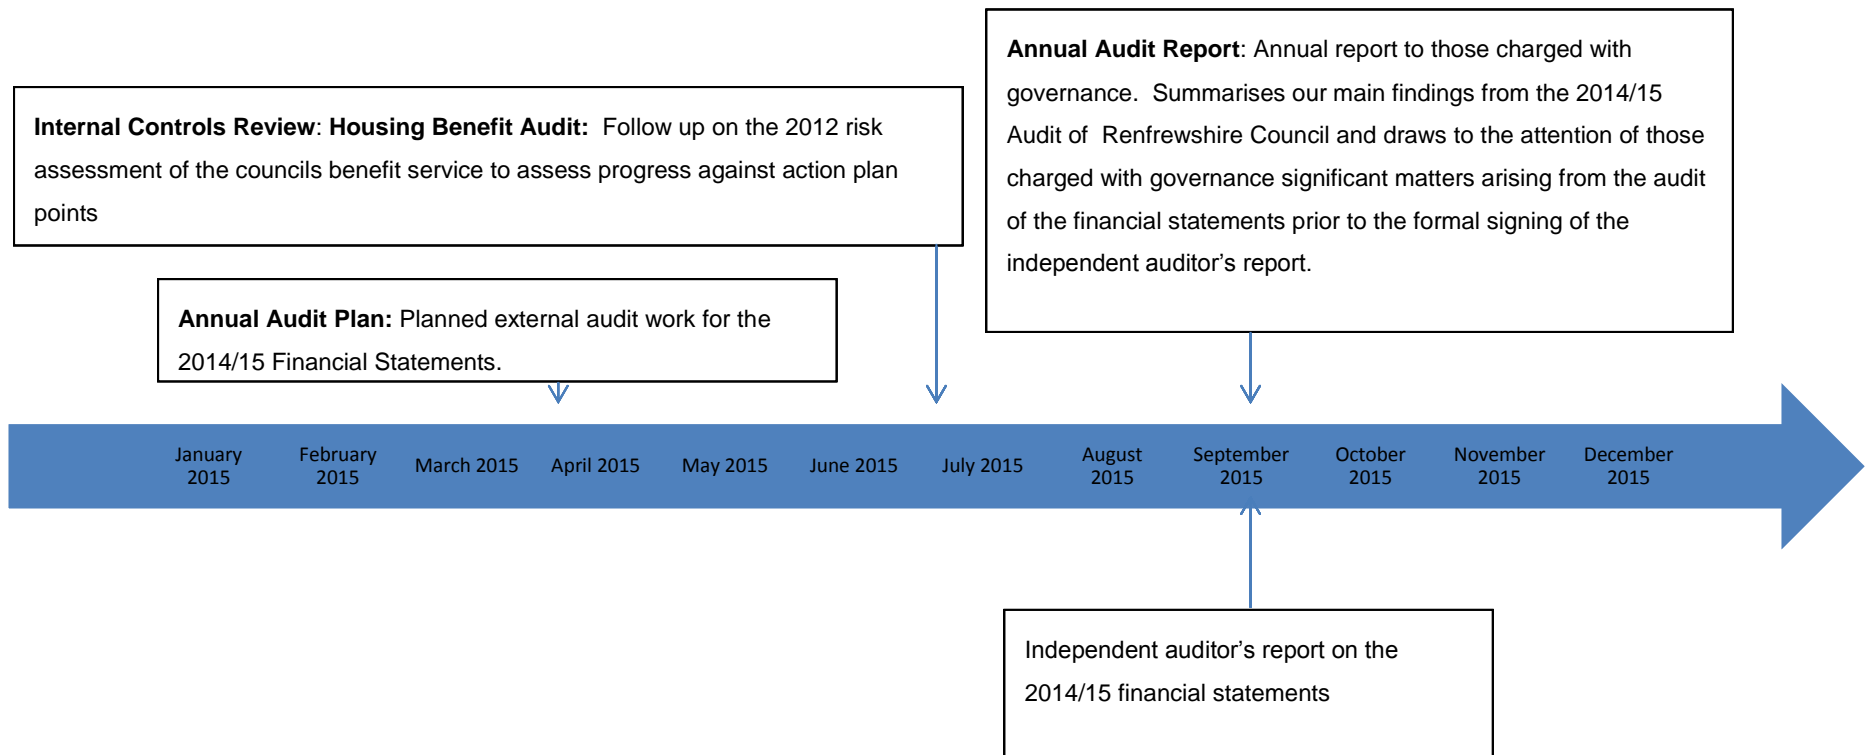 Internal Controls Review: Housing Benefit Audit:  Follow up on the 2012 risk
assessment of the councils benefit service to assess progress against action plan
points
Annual Audit Plan: Planned external audit work for the
2014/15 Financial Statements.
Annual Audit Report: Annual report to those charged with
governance.  Summarises our main findings from the 2014/15
Audit of  Renfrewshire Council and draws to the attention of those
charged with governance significant matters arising from the audit
of the financial statements prior to the formal signing of the
independent auditor’s report.
January
2015
February
2015
March 2015
April 2015
May 2015
June 2015
July 2015
August
2015
September
2015
October
2015
November
2015
December
2015
Independent auditor’s report on the
2014/15 financial statements